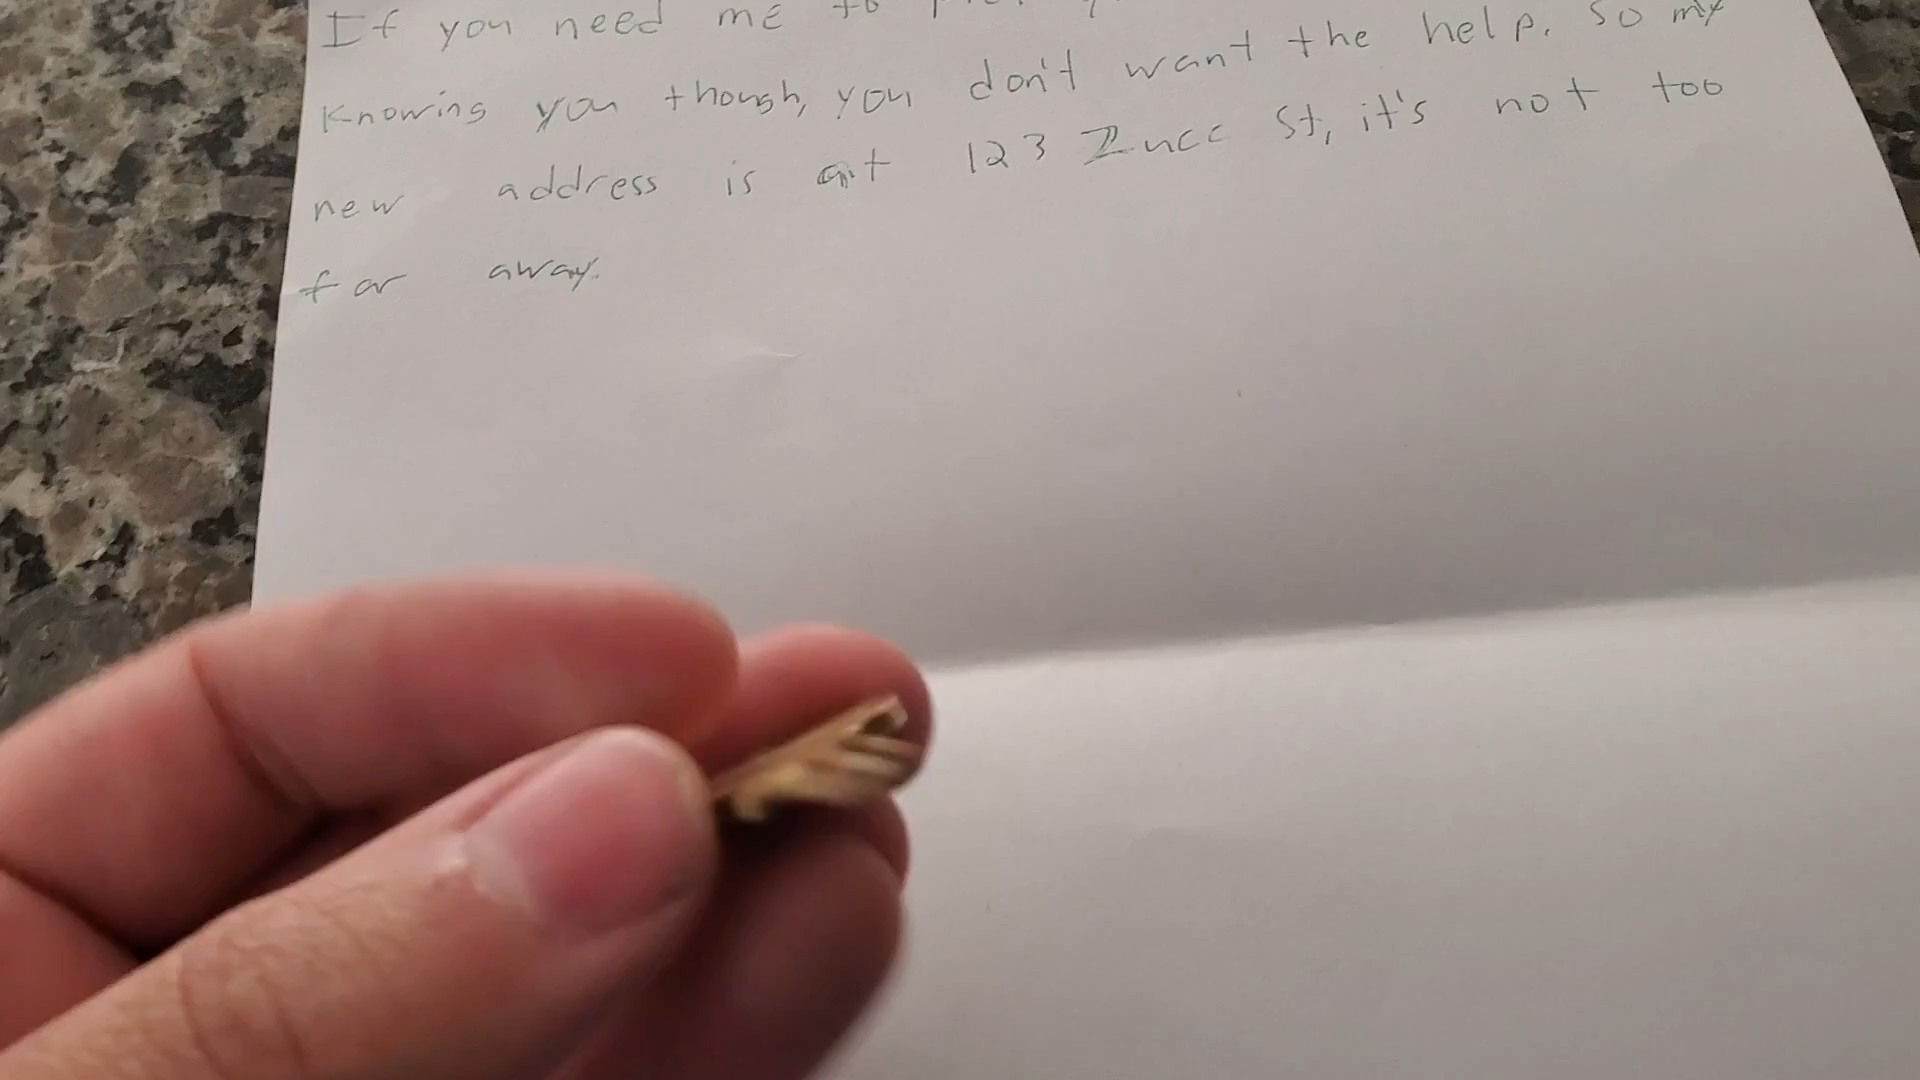 If you need me to
Knowing you though, you don't want the help. So my
new address is at 123 Zucc St, it's not too
far away.